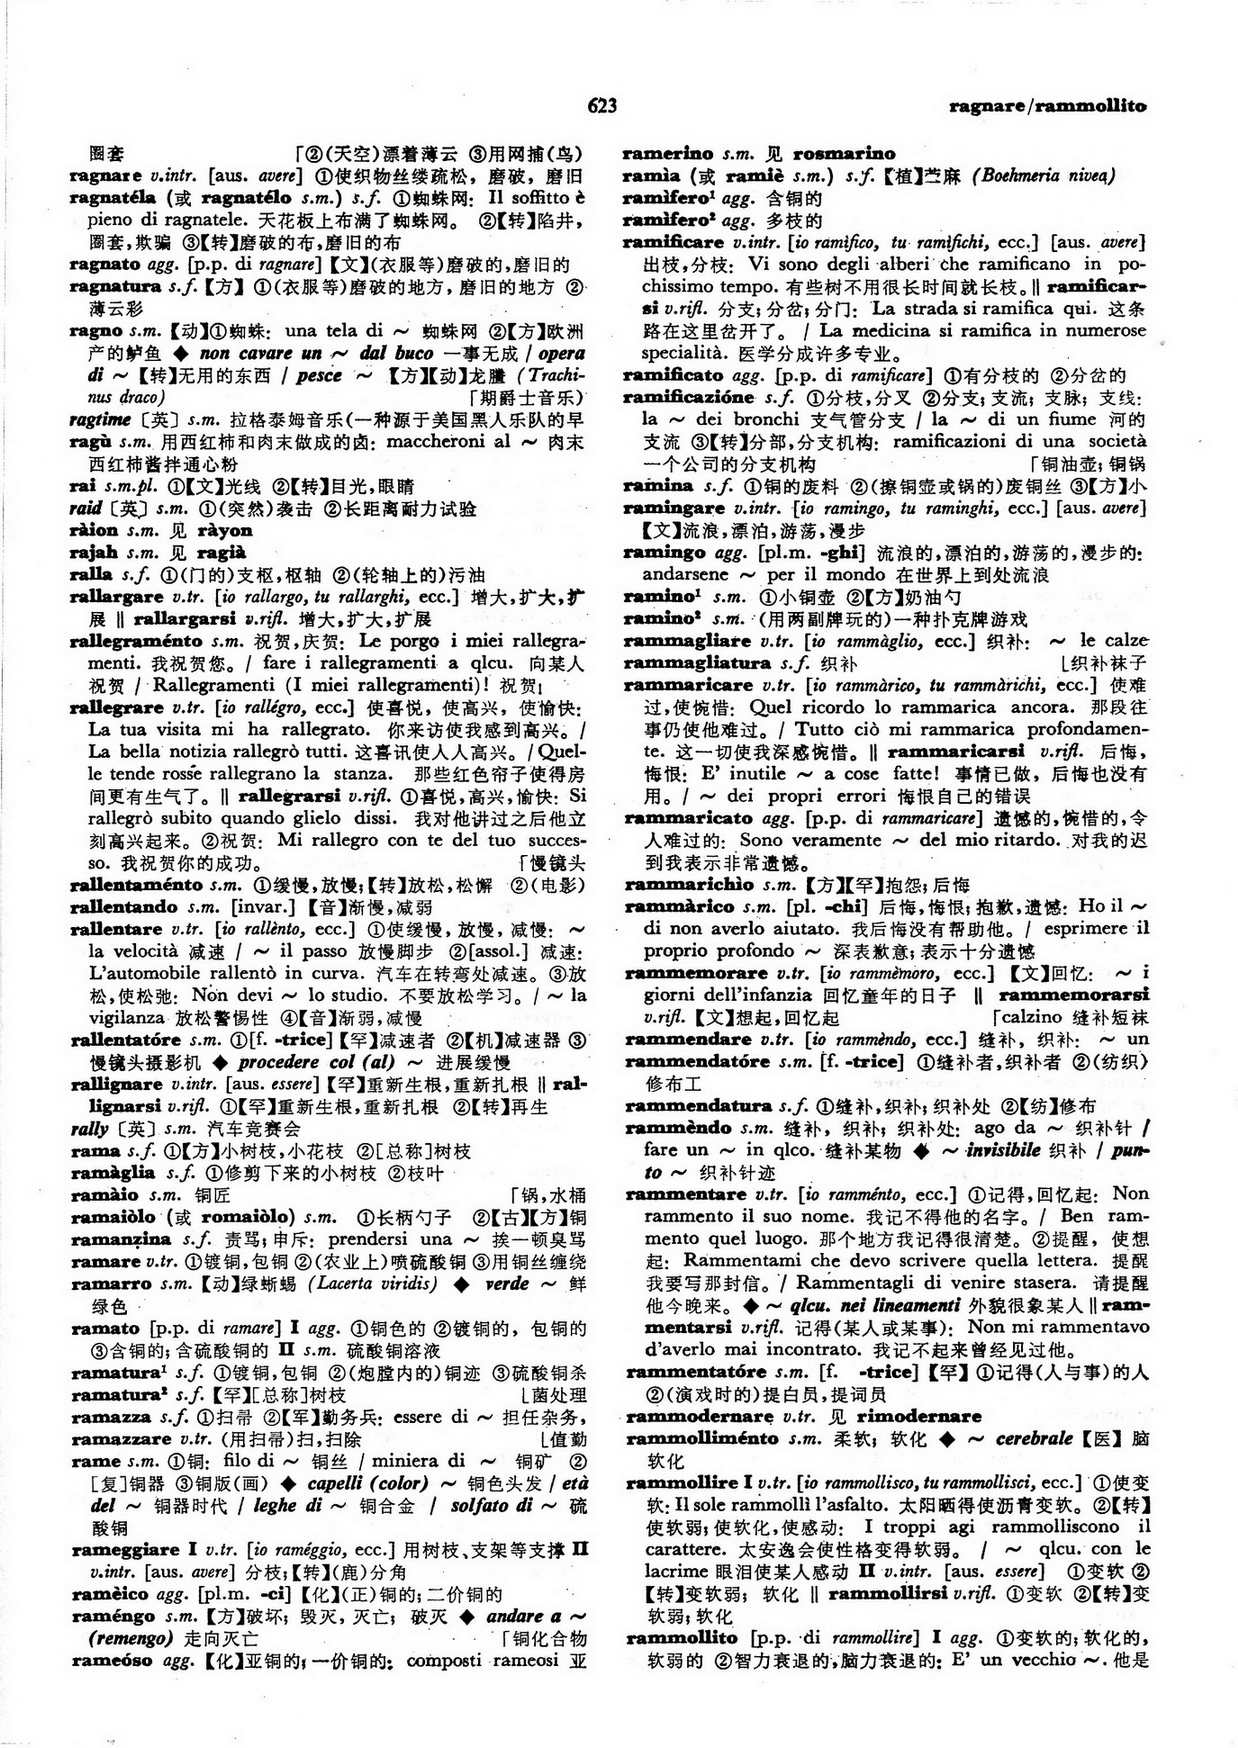 623
ragnare/rammollito
圈套 「②(天空)漂着薄云 ③用网捕(鸟)
ragnare v.intr. [aus. avere] ①使织物丝缕疏松，磨破，磨旧
ragnatéla (或 ragnatélo s.m.) s.f. ①蜘蛛网: Il soffitto è
pieno di ragnatele. 天花板上布满了蜘蛛网。 ②【转】陷井，
圈套,欺骗 ③【转】磨破的布,磨旧的布
ragnato agg. [p.p. di ragnare]【文】(衣服等)磨破的,磨旧的
ragnatura s.f.【方】 ①(衣服等)磨破的地方，磨旧的地方 ②
薄云彩
ragno s.m.【动】①蜘蛛: una tela di ～ 蜘蛛网 ②【方】欧洲
产的鲈鱼 ◆ non cavare un ～ dal buco 一事无成 / opera
di ～ 【转】无用的东西 / pesce ～ 【方】【动】龙䲢 (Trachi-
nus draco) 「期爵士音乐)
ragtime〔英〕s.m. 拉格泰姆音乐(一种源于美国黑人乐队的早
ragù s.m. 用西红柿和肉末做成的卤: maccheroni al ～ 肉末
西红柿酱拌通心粉
rai s.m.pl. ①【文】光线 ②【转】目光,眼睛
raid〔英〕s.m. ①(突然)袭击 ②长距离耐力试验
ràion s.m. 见 ràyon
rajah s.m. 见 ragià
ralla s.f. ①(门的)支枢,枢轴 ②(轮轴上的)污油
rallargare v.tr. [io rallargo, tu rallarghi, ecc.] 增大,扩大,扩
展 ‖ rallargarsi v.rifl. 增大,扩大,扩展
rallegraménto s.m. 祝贺,庆贺: Le porgo i miei rallegra-
menti. 我祝贺您。/ fare i rallegramenti a qlcu. 向某人
祝贺 / Rallegramenti (I miei rallegramenti)! 祝贺!
rallegrare v.tr. [io rallégro, ecc.] 使喜悦，使高兴，使愉快:
La tua visita mi ha rallegrato. 你来访使我感到高兴。/
La bella notizia rallegrò tutti. 这喜讯使人人高兴。/ Quel-
le tende rosse rallegrano la stanza. 那些红色帘子使得房
间更有生气了。‖ rallegrarsi v.rifl. ①喜悦,高兴,愉快: Si
rallegrò subito quando glielo dissi. 我对他讲过之后他立
刻高兴起来。②祝贺: Mi rallegro con te del tuo succes-
so. 我祝贺你的成功。 「慢镜头
rallentaménto s.m. ①缓慢,放慢;【转】放松,松懈 ②(电影)
rallentando s.m. [invar.] 【音】渐慢,减弱
rallentare v.tr. [io rallènto, ecc.] ①使缓慢，放慢，减慢: ～
la velocità 减速 / ～ il passo 放慢脚步 ②[assol.] 减速:
L'automobile rallentò in curva. 汽车在转弯处减速。③放
松,使松弛: Non devi ～ lo studio. 不要放松学习。/ ～ la
vigilanza 放松警惕性 ④【音】渐弱,减慢
rallentatóre s.m. ①[f. -trice]【罕】减速者 ②【机】减速器 ③
慢镜头摄影机 ◆ procedere col (al) ～ 进展缓慢
rallignare v.intr. [aus. essere]【罕】重新生根,重新扎根 ‖ ral-
lignarsi v.rifl. ①【罕】重新生根,重新扎根 ②【转】再生
rally〔英〕s.m. 汽车竞赛会
rama s.f. ①【方】小树枝,小花枝 ②[总称]树枝
ramàglia s.f. ①修剪下来的小树枝 ②枝叶
ramàio s.m. 铜匠 「锅,水桶
ramaiòlo (或 romaiòlo) s.m. ①长柄勺子 ②【古】【方】铜
ramanzina s.f. 责骂;申斥: prendersi una ～ 挨一顿臭骂
ramare v.tr. ①镀铜,包铜 ②(农业上)喷硫酸铜 ③用铜丝缠绕
ramarro s.m.【动】绿蜥蜴 (Lacerta viridis) ◆ verde ～ 鲜
绿色
ramato [p.p. di ramare] I agg. ①铜色的 ②镀铜的，包铜的
③含铜的;含硫酸铜的 II s.m. 硫酸铜溶液
ramatura¹ s.f. ①镀铜,包铜 ②(炮膛内的)铜迹 ③硫酸铜杀
ramatura² s.f.【罕】[总称]树枝 ⌊菌处理
ramazza s.f. ①扫帚 ②【军】勤务兵: essere di ～ 担任杂务,
ramazzare v.tr. (用扫帚)扫,扫除 ⌊值勤
rame s.m. ①铜: filo di ～ 铜丝 / miniera di ～ 铜矿 ②
[复]铜器 ③铜版(画) ◆ capelli (color) ～ 铜色头发 / età
del ～ 铜器时代 / leghe di ～ 铜合金 / solfato di ～ 硫
酸铜
rameggiare I v.tr. [io raméggio, ecc.] 用树枝、支架等支撑 II
v.intr. [aus. avere] 分枝;【转】(鹿)分角
ramèico agg. [pl.m. -ci]【化】(正)铜的;二价铜的
raméngo s.m.【方】破坏; 毁灭, 灭亡; 破灭 ◆ andare a ～
(remengo) 走向灭亡 「铜化合物
rameóso agg. 【化】亚铜的;一价铜的: composti rameosi 亚
ramerino s.m. 见 rosmarino
ramìa (或 ramiè s.m.) s.f.【植】苎麻 (Boehmeria nivea)
ramìfero¹ agg. 含铜的
ramìfero² agg. 多枝的
ramificare v.intr. [io ramìfico, tu ramìfichi, ecc.] [aus. avere]
出枝,分枝: Vi sono degli alberi che ramificano in po-
chissimo tempo. 有些树不用很长时间就长枝。‖ ramificar-
si v.rifl. 分支;分岔;分门: La strada si ramifica qui. 这条
路在这里岔开了。 / La medicina si ramifica in numerose
specialità. 医学分成许多专业。
ramificato agg. [p.p. di ramificare] ①有分枝的 ②分岔的
ramificazióne s.f. ①分枝,分叉 ②分支; 支流; 支脉; 支线:
la ～ dei bronchi 支气管分支 / la ～ di un fiume 河的
支流 ③【转】分部,分支机构: ramificazioni di una società
一个公司的分支机构 「铜油壶;铜锅
ramina s.f. ①铜的废料 ②(擦铜壶或锅的)废铜丝 ③【方】小
ramingare v.intr. [io ramingo, tu raminghi, ecc.] [aus. avere]
【文】流浪,漂泊,游荡,漫步
ramingo agg. [pl.m. -ghi] 流浪的,漂泊的,游荡的,漫步的:
andarsene ～ per il mondo 在世界上到处流浪
ramino¹ s.m. ①小铜壶 ②【方】奶油勺
ramino² s.m. (用两副牌玩的)一种扑克牌游戏
rammagliare v.tr. [io rammàglio, ecc.] 织补: ～ le calze
rammagliatura s.f. 织补 ⌊织补袜子
rammaricare v.tr. [io rammàrico, tu rammàrichi, ecc.] 使难
过,使惋惜: Quel ricordo lo rammarica ancora. 那段往
事仍使他难过。/ Tutto ciò mi rammarica profondamen-
te. 这一切使我深感惋惜。‖ rammaricarsi v.rifl. 后悔,
悔恨: E' inutile ～ a cose fatte! 事情已做，后悔也没有
用。/ ～ dei propri errori 悔恨自己的错误
rammaricato agg. [p.p. di rammaricare] 遗憾的,惋惜的,令
人难过的: Sono veramente ～ del mio ritardo. 对我的迟
到我表示非常遗憾。
rammarichìo s.m.【方】【罕】抱怨;后悔
rammàrico s.m. [pl. -chi] 后悔,悔恨;抱歉,遗憾: Ho il ～
di non averlo aiutato. 我后悔没有帮助他。/ esprimere il
proprio profondo ～ 深表歉意;表示十分遗憾
rammemorare v.tr. [io rammèmoro, ecc.] 【文】回忆: ～ i
giorni dell'infanzia 回忆童年的日子 ‖ rammemorarsi
v.rifl. 【文】想起,回忆起 「calzino 缝补短袜
rammendare v.tr. [io rammèndo, ecc.] 缝补，织补: ～ un
rammendatóre s.m. [f. -trice] ①缝补者,织补者 ②(纺织)
修布工
rammendatura s.f. ①缝补,织补; 织补处 ②【纺】修布
rammèndo s.m. 缝补，织补; 织补处: ago da ～ 织补针 /
fare un ～ in qlco. 缝补某物 ◆ ～ invisibile 织补 / pun-
to ～ 织补针迹
rammentare v.tr. [io ramménto, ecc.] ①记得,回忆起: Non
rammento il suo nome. 我记不得他的名字。/ Ben ram-
mento quel luogo. 那个地方我记得很清楚。②提醒，使想
起: Rammentami che devo scrivere quella lettera. 提醒
我要写那封信。/ Rammentagli di venire stasera. 请提醒
他今晚来。◆ ～ qlcu. nei lineamenti 外貌很象某人 ‖ ram-
mentarsi v.rifl. 记得(某人或某事): Non mi rammentavo
d'averlo mai incontrato. 我记不起来曾经见过他。
rammentatóre s.m. [f. -trice]【罕】①记得(人与事)的人
②(演戏时的)提白员,提词员
rammodernare v.tr. 见 rimodernare
rammolliménto s.m. 柔软; 软化 ◆ ～ cerebrale【医】脑
软化
rammollire I v.tr. [io rammollisco, tu rammollisci, ecc.] ①使变
软: Il sole rammollì l'asfalto. 太阳晒得使沥青变软。②【转】
使软弱;使软化,使感动: I troppi agi rammolliscono il
carattere. 太安逸会使性格变得软弱。 / ～ qlcu. con le
lacrime 眼泪使某人感动 II v.intr. [aus. essere] ①变软 ②
【转】变软弱; 软化 ‖ rammollirsi v.rifl. ①变软 ②【转】变
软弱;软化
rammollito [p.p. di rammollire] I agg. ①变软的;软化的,
软弱的 ②智力衰退的,脑力衰退的: E' un vecchio ～. 他是